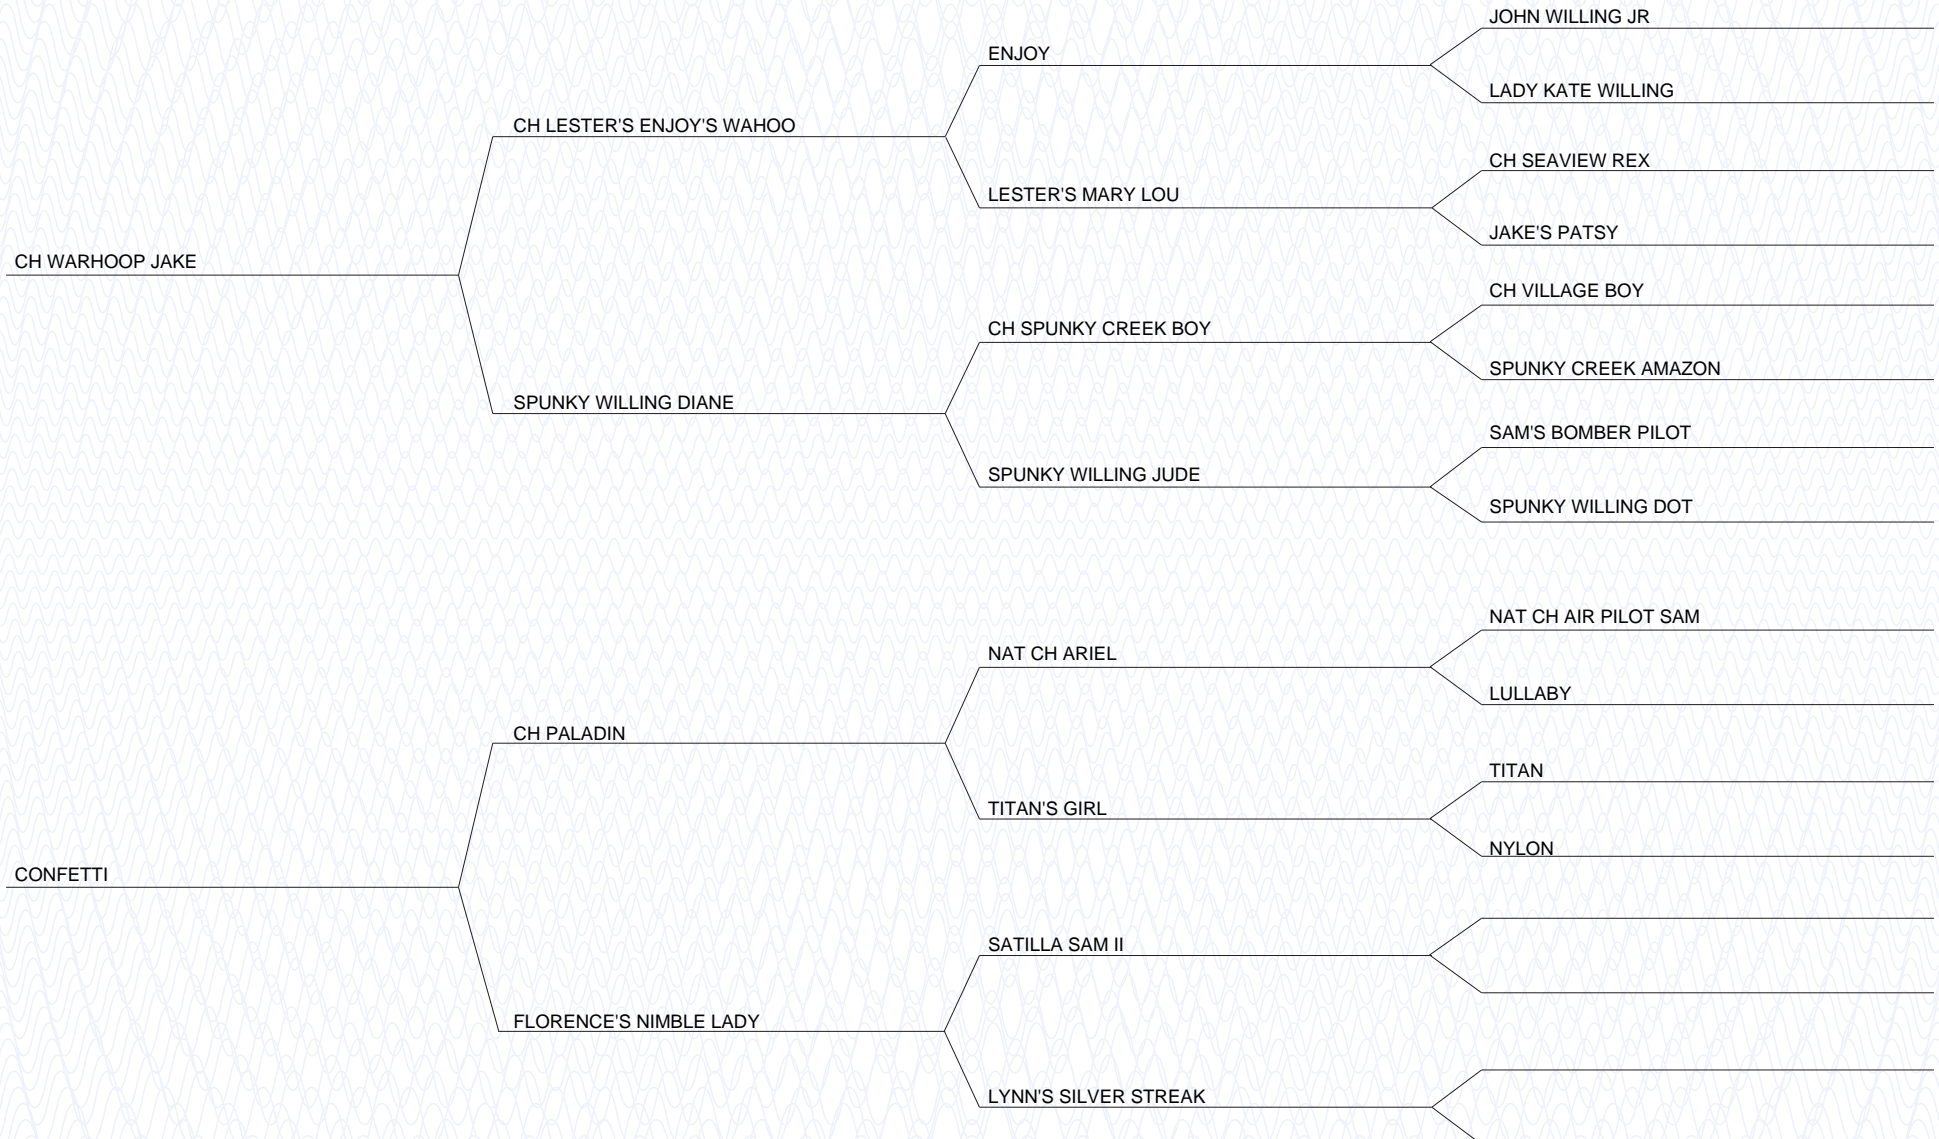 JOHN WILLING JR
ENJOY
LADY KATE WILLING
CH LESTER'S ENJOY'S WAHOO
CH SEAVIEW REX
LESTER'S MARY LOU
JAKE'S PATSY
CH WARHOOP JAKE
CH VILLAGE BOY
CH SPUNKY CREEK BOY
SPUNKY CREEK AMAZON
SPUNKY WILLING DIANE
SAM'S BOMBER PILOT
SPUNKY WILLING JUDE
SPUNKY WILLING DOT
NAT CH AIR PILOT SAM
NAT CH ARIEL
LULLABY
CH PALADIN
TITAN
TITAN'S GIRL
NYLON
CONFETTI
SATILLA SAM II
FLORENCE'S NIMBLE LADY
LYNN'S SILVER STREAK